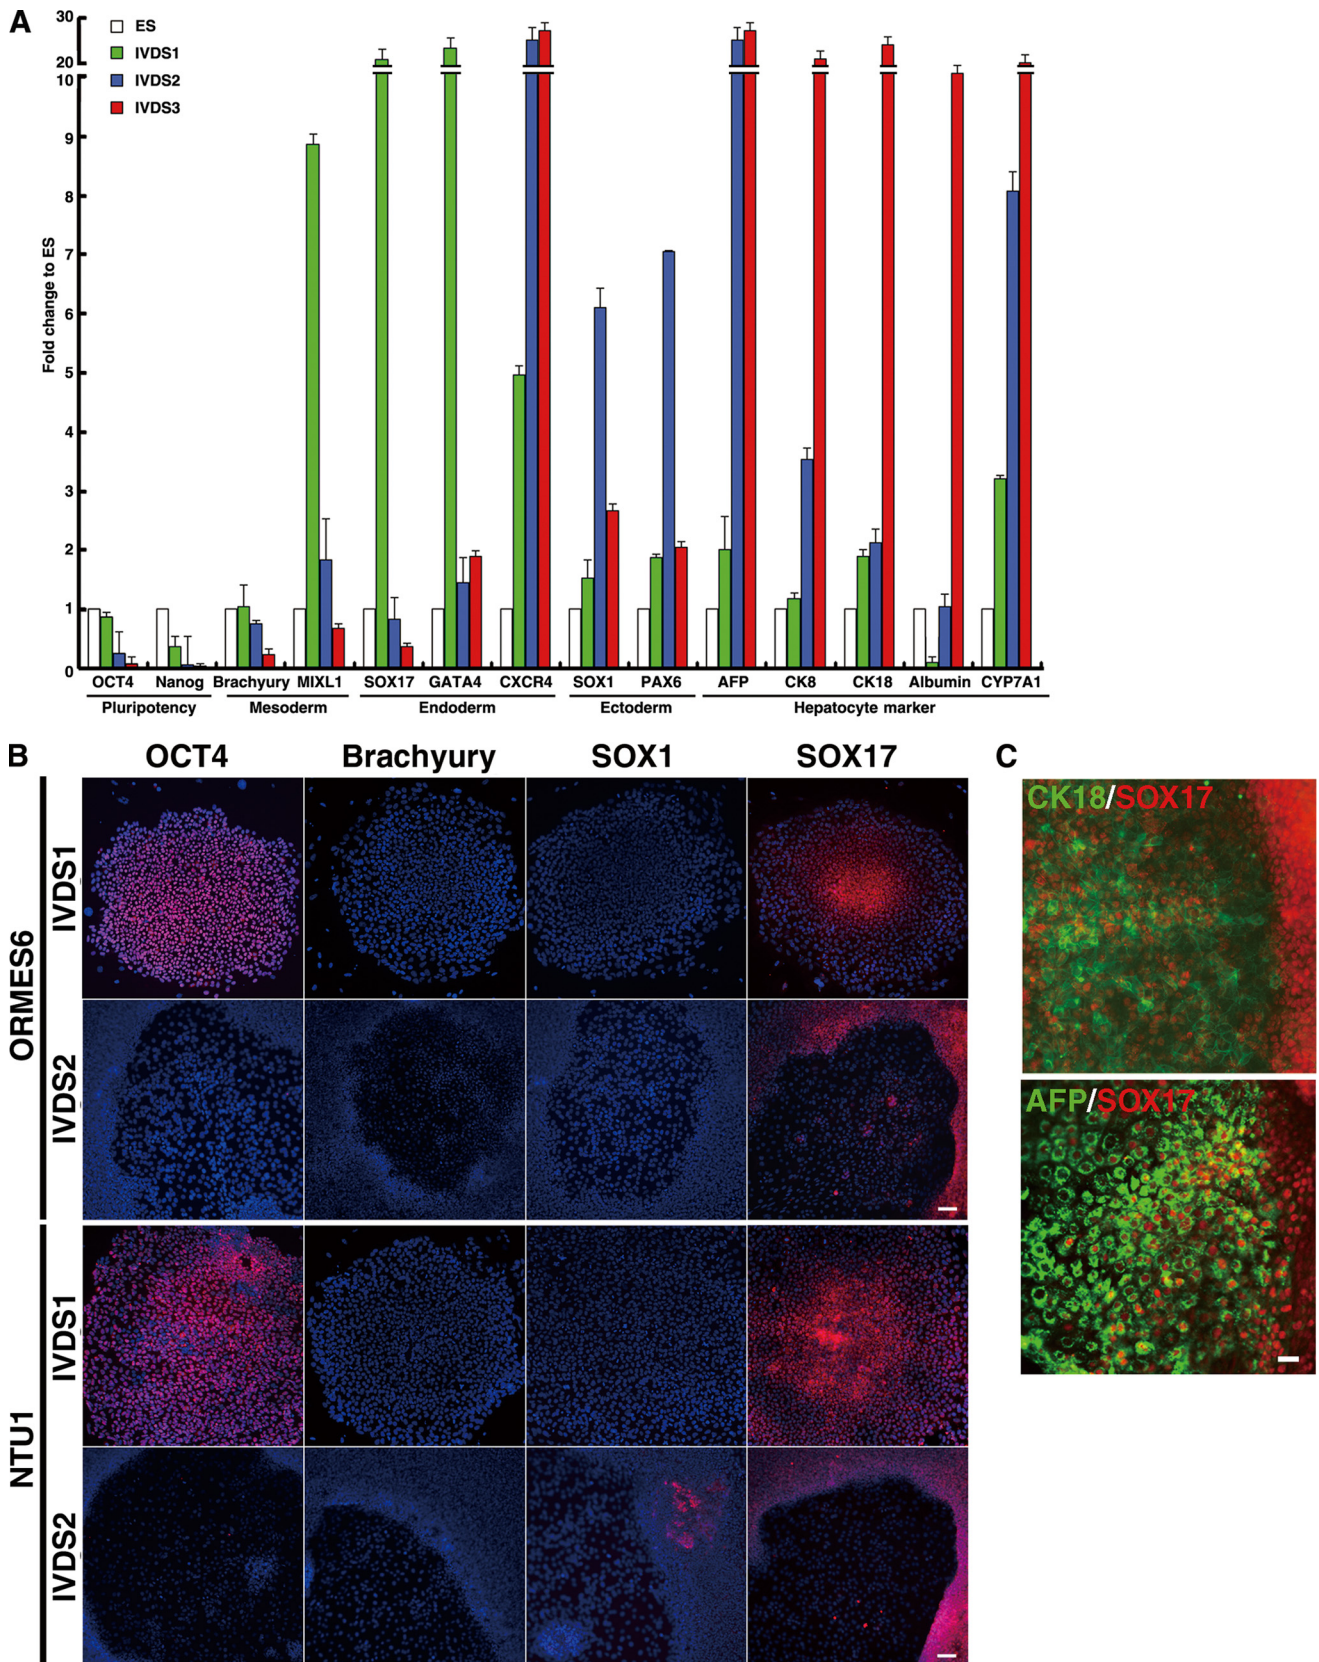 A
30
20
10
9
8
7
6
5
4
3
2
1
0
Fold change to ES
ES
IVDS1
IVDS2
IVDS3
OCT4 Nanog Brachyury MIXL1 SOX17 GATA4 CXCR4 SOX1 PAX6 AFP CK8 CK18 Albumin CYP7A1
Pluripotency Mesoderm Endoderm Ectoderm Hepatocyte marker
B
OCT4 Brachyury SOX1 SOX17
ORMES6
IVDS1
IVDS2
NTU1
IVDS1
IVDS2
C
CK18/SOX17
AFP/SOX17